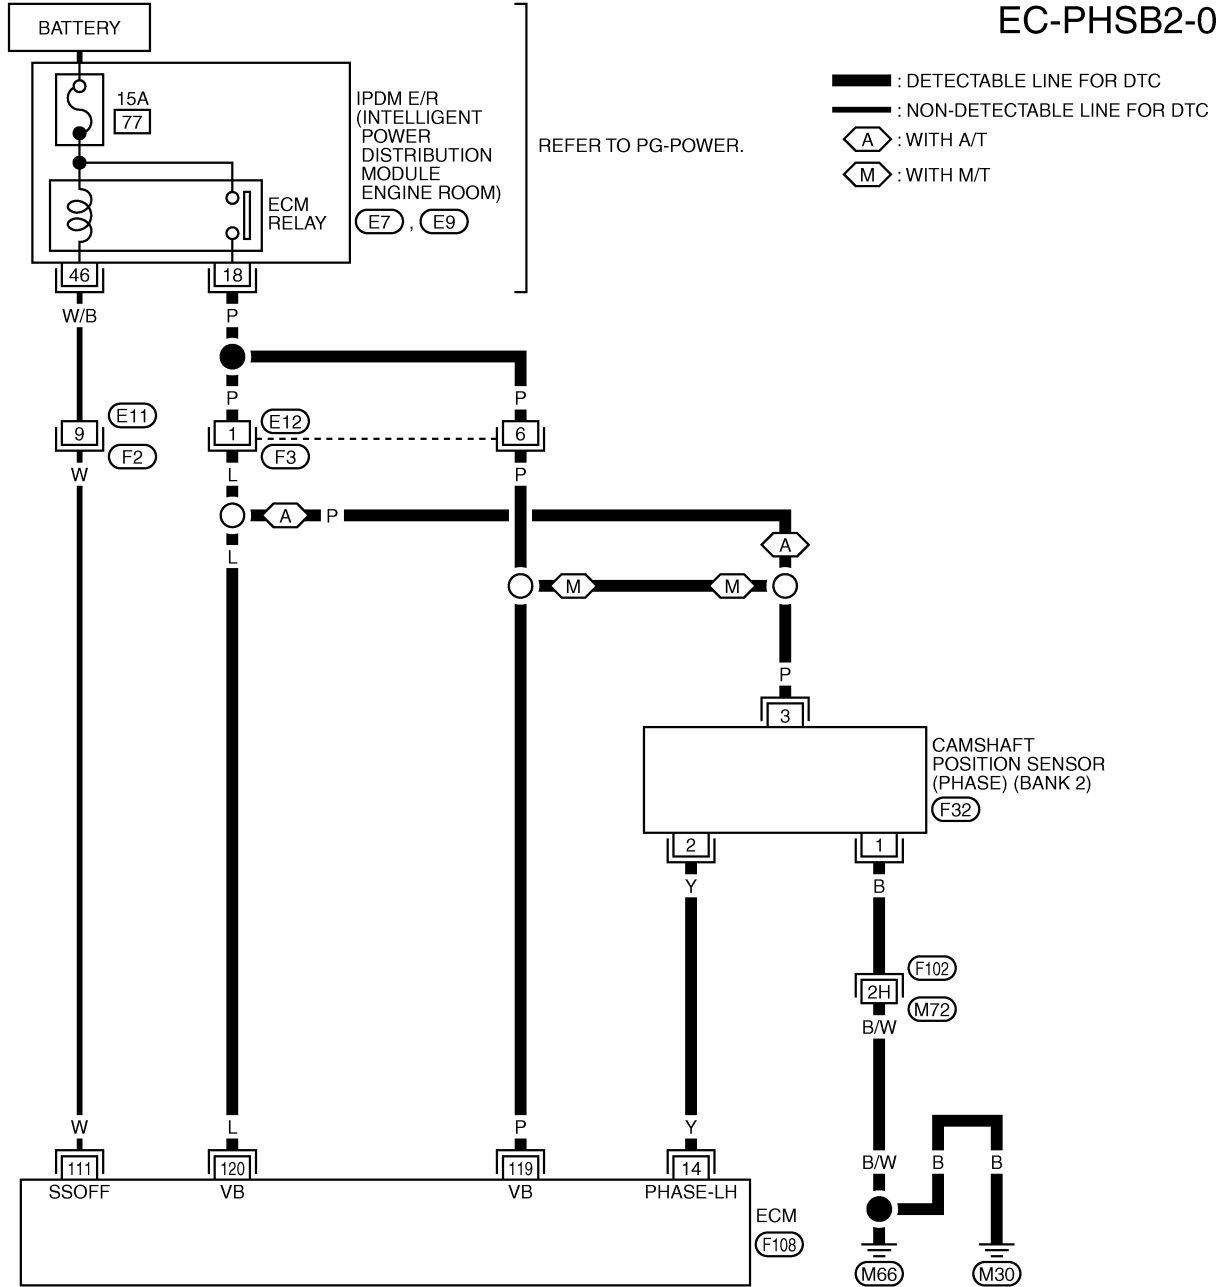 EC-PHSB2-0
BATTERY
: DETECTABLE LINE FOR DTC
: NON-DETECTABLE LINE FOR DTC
A : WITH A/T
M : WITH M/T
15A
77
IPDM E/R
(INTELLIGENT
POWER
DISTRIBUTION
MODULE
ENGINE ROOM)
E7 , E9
REFER TO PG-POWER.
ECM
RELAY
46
18
W/B
P
P
P
9
E11
F2
1
E12
F3
6
W
L
P
A
P
A
L
M
M
P
3
CAMSHAFT
POSITION SENSOR
(PHASE) (BANK 2)
F32
2
1
Y
B
2H
F102
M72
B/W
W
L
P
Y
B/W
B
B
111
120
119
14
SSOFF
VB
VB
PHASE-LH
ECM
F108
M66
M30